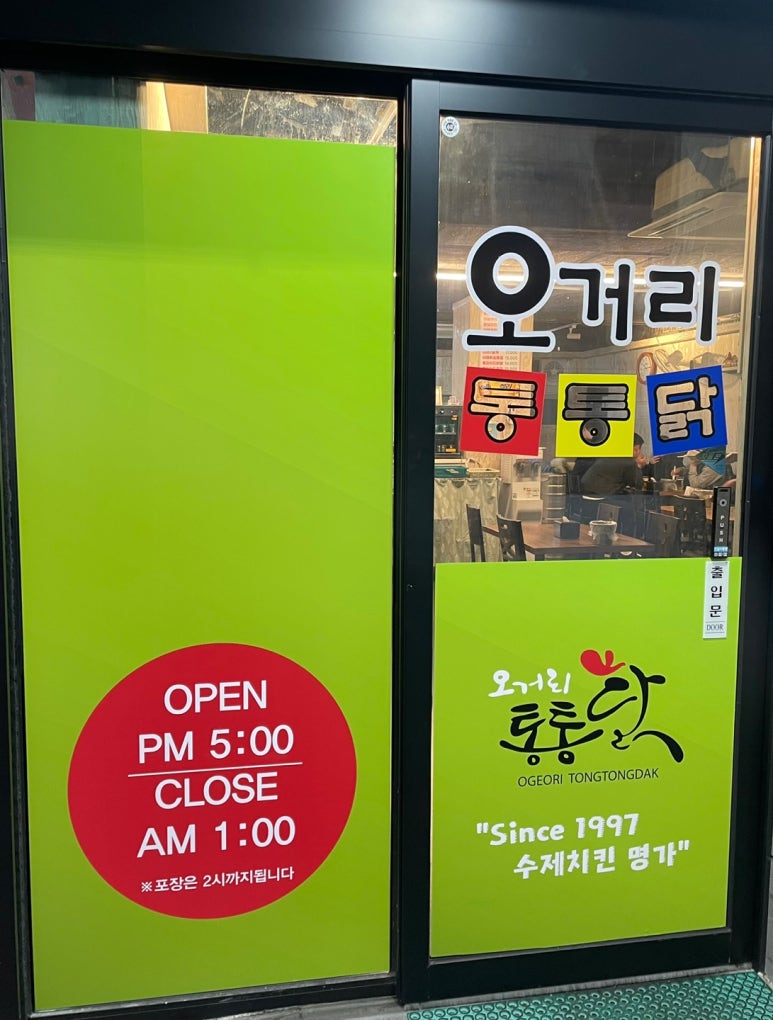 오거리
통통닭
PUSH
출입문
DOOR
OPEN
PM 5:00
CLOSE
AM 1:00
※포장은 2시까지됩니다
오거리
통통닭
OGEORI TONGTONGDAK
"Since 1997
수제치킨 명가"